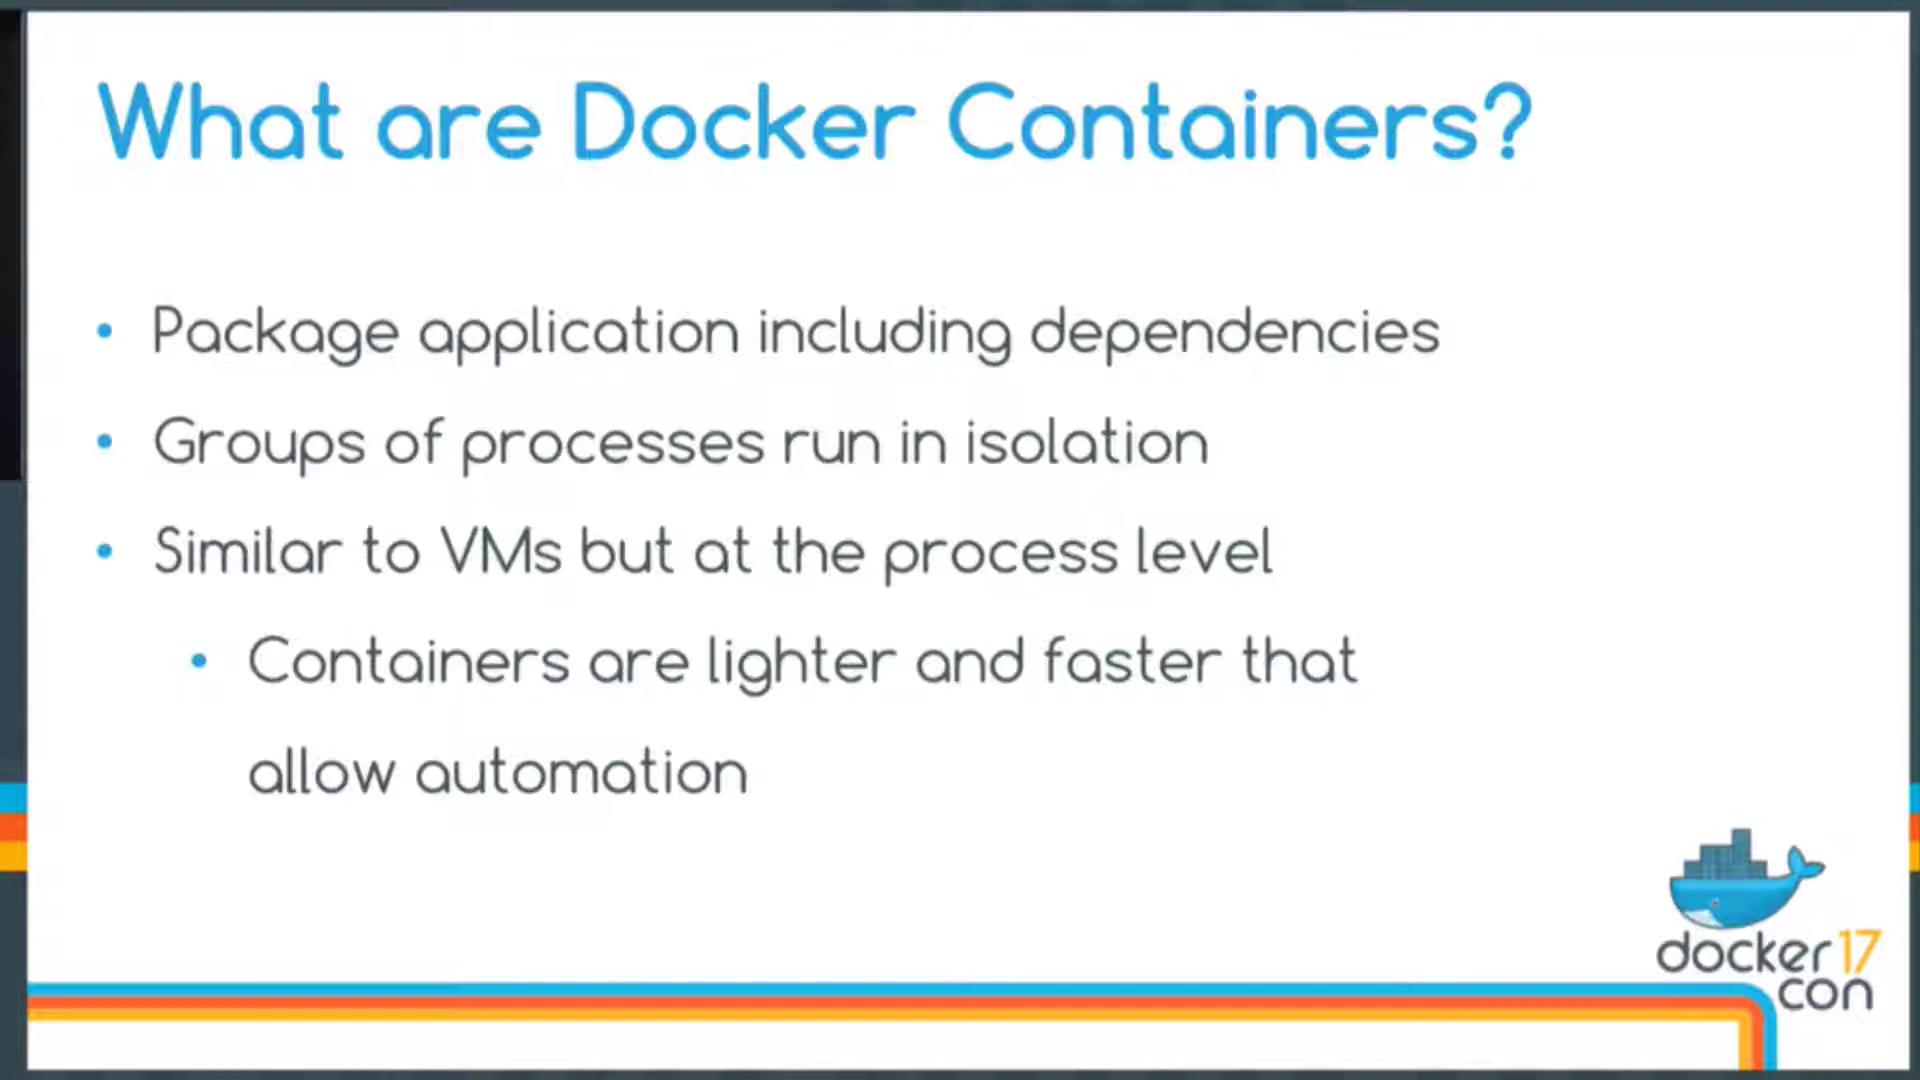 What are Docker Containers?
• Package application including dependencies
• Groups of processes run in isolation
• Similar to VMs but at the process level
• Containers are lighter and faster that
allow automation
docker 17
con